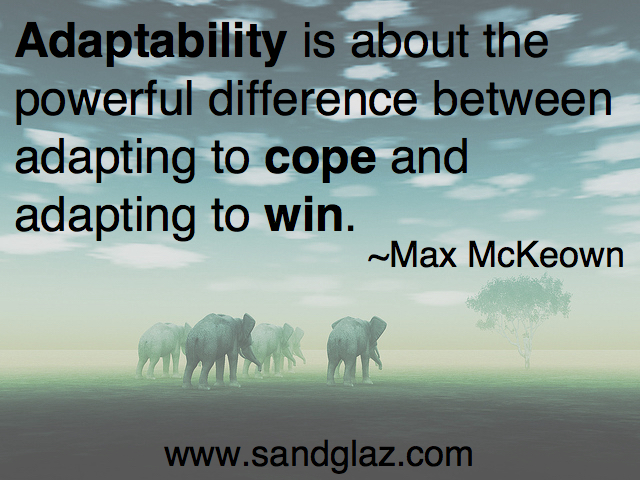 Adaptability is about the
powerful difference between
adapting to cope and
adapting to win.
~Max McKeown
www.sandglaz.com